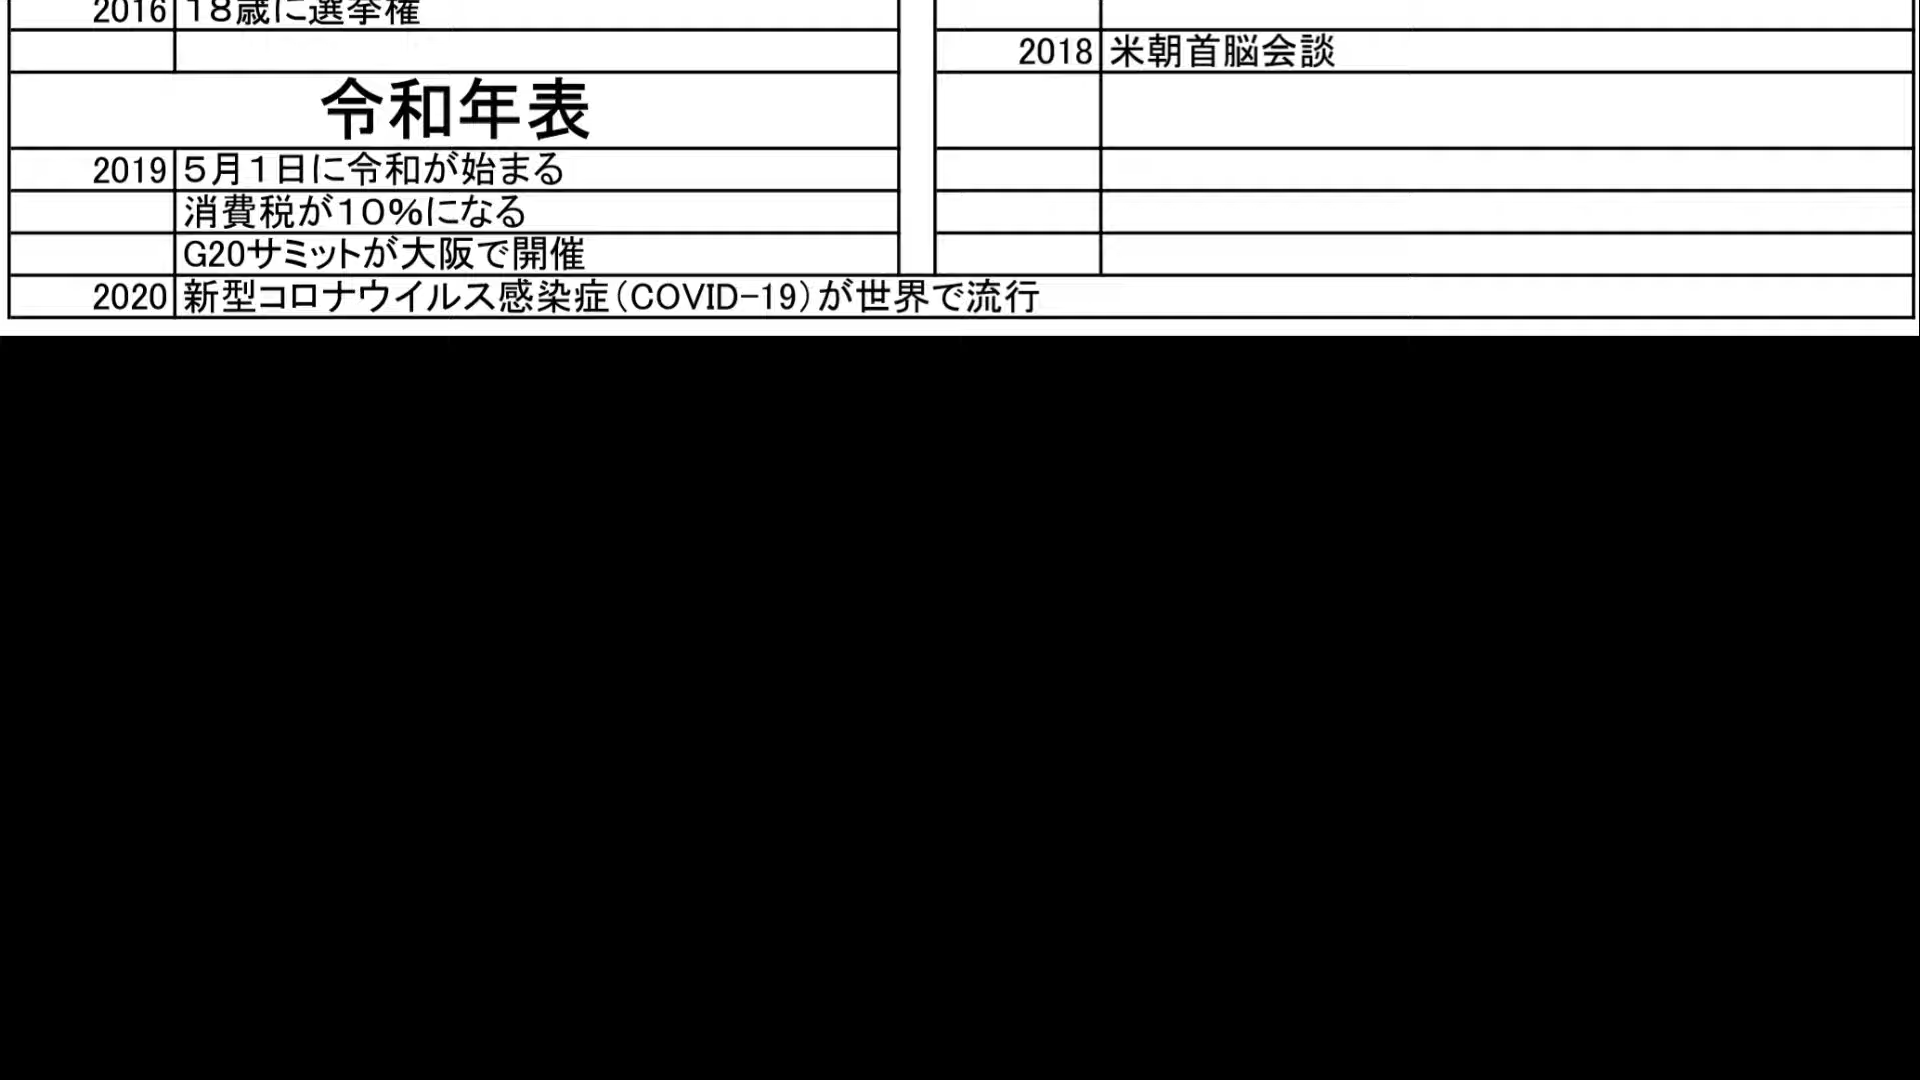 2016 18歳に選挙権
2018 米朝首脳会談
令和年表
2019 5月1日に令和が始まる
消費税が10%になる
G20サミットが大阪で開催
2020 新型コロナウイルス感染症(COVID-19)が世界で流行